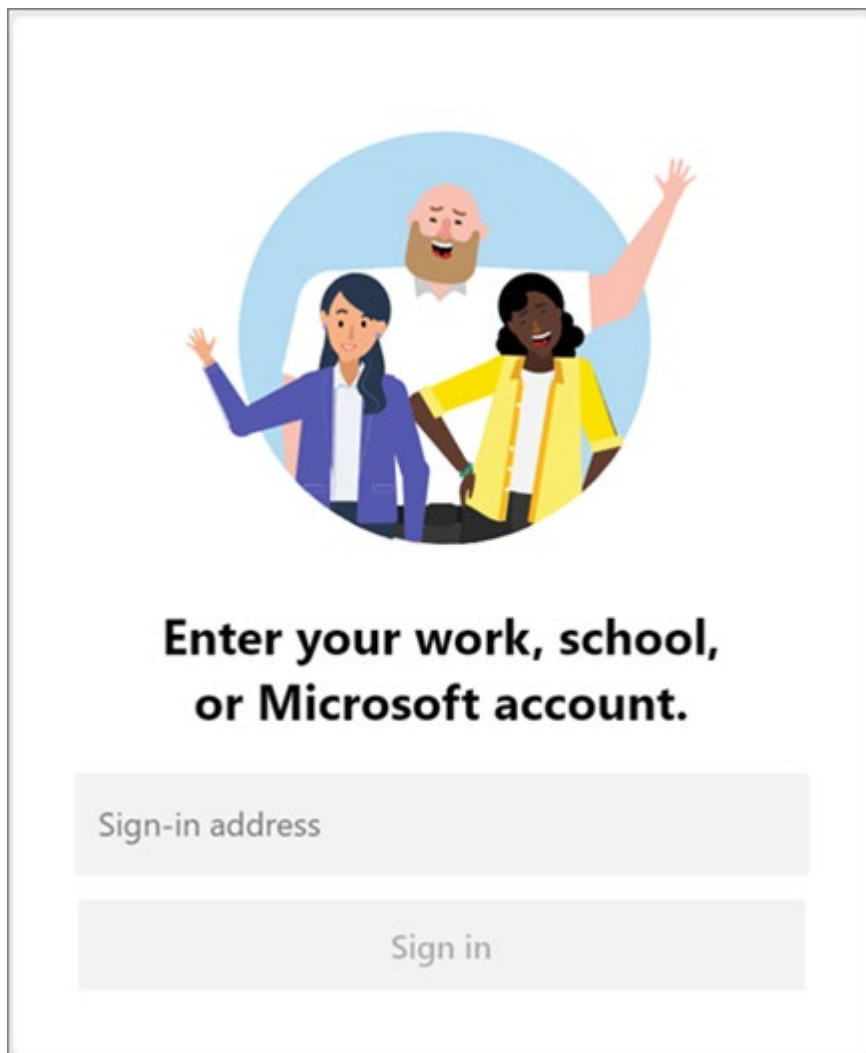 Enter your work, school,
or Microsoft account.
Sign-in address
Sign in